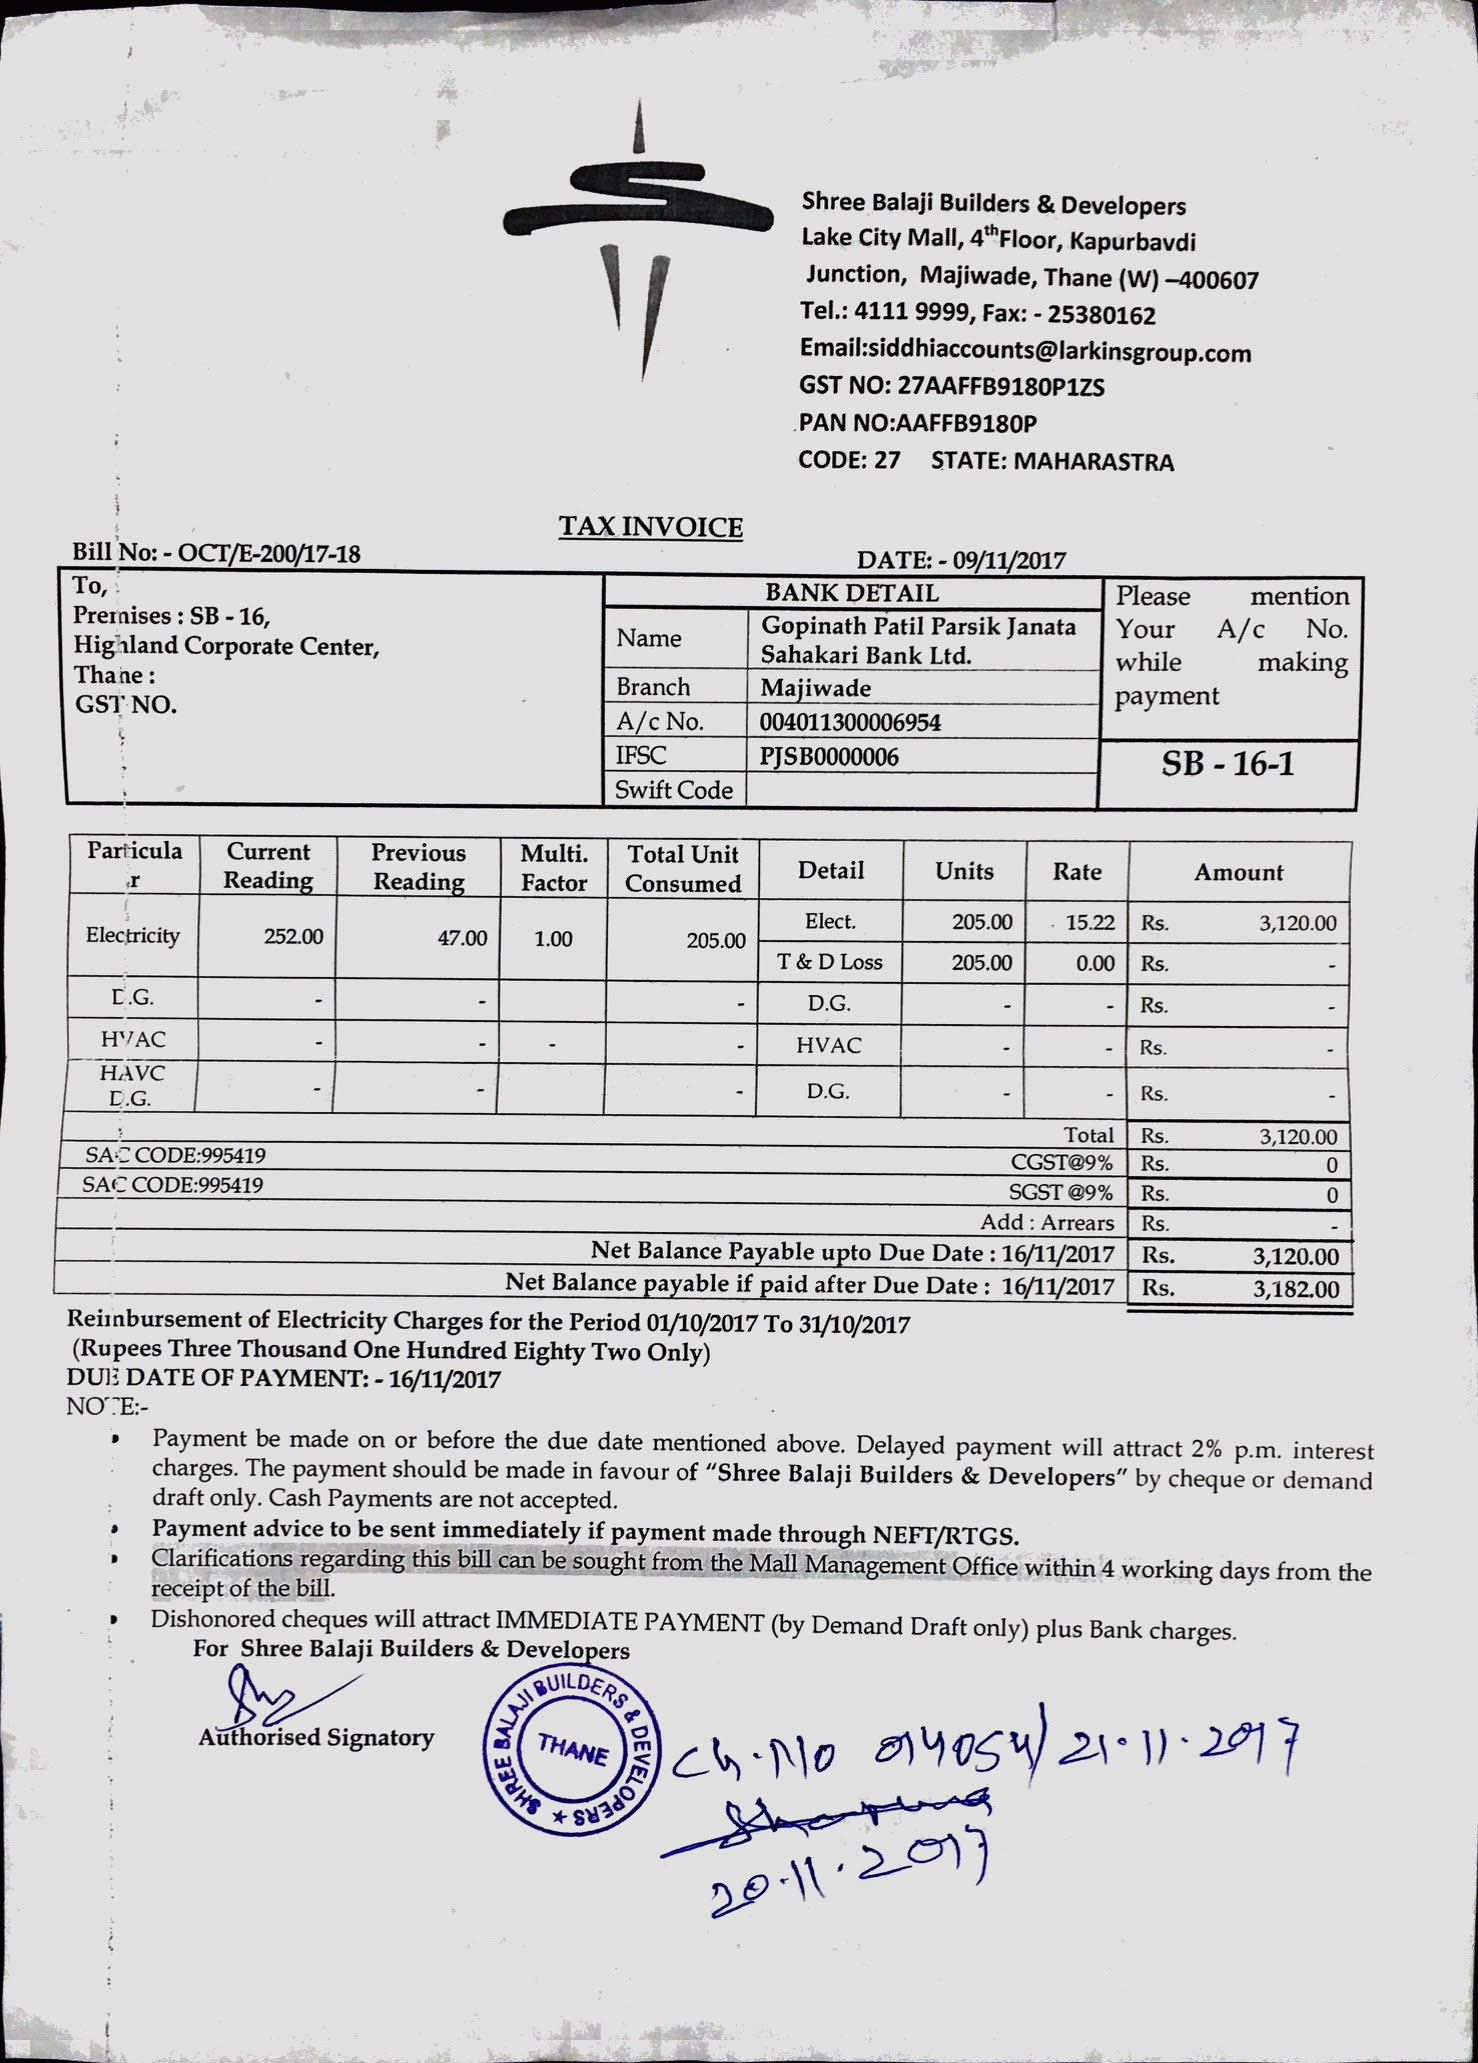 Shree Balaji Builders & Developers
Lake City Mall, 4th Floor, Kapurbavdi
Junction, Majiwade, Thane (W) –400607
Tel.: 4111 9999, Fax: - 25380162
Email:siddhiaccounts@larkinsgroup.com
GST NO: 27AAFFB9180P1ZS
PAN NO:AAFFB9180P
CODE: 27 STATE: MAHARASTRA
TAX INVOICE
Bill No: - OCT/E-200/17-18
DATE: - 09/11/2017
To,
Premises : SB - 16,
Highland Corporate Center,
Thane :
GST NO.
BANK DETAIL
Name Gopinath Patil Parsik Janata
Sahakari Bank Ltd.
Branch Majiwade
A/c No. 004011300006954
IFSC PJSB0000006
Swift Code
Please mention
Your A/c No.
while making
payment
SB - 16-1
Particula
r
Current
Reading
Previous
Reading
Multi.
Factor
Total Unit
Consumed
Detail Units Rate Amount
Electricity 252.00 47.00 1.00 205.00 Elect. 205.00 15.22 Rs. 3,120.00
T & D Loss 205.00 0.00 Rs. -
D.G. - - - D.G. - - Rs. -
HVAC - - - - HVAC - - Rs. -
HAVC
D.G. - - - D.G. - - Rs. -
Total Rs. 3,120.00
SAC CODE:995419 CGST@9% Rs. 0
SAC CODE:995419 SGST @9% Rs. 0
Add : Arrears Rs. -
Net Balance Payable upto Due Date : 16/11/2017 Rs. 3,120.00
Net Balance payable if paid after Due Date : 16/11/2017 Rs. 3,182.00
Reimbursement of Electricity Charges for the Period 01/10/2017 To 31/10/2017
(Rupees Three Thousand One Hundred Eighty Two Only)
DUE DATE OF PAYMENT: - 16/11/2017
NOTE:-
• Payment be made on or before the due date mentioned above. Delayed payment will attract 2% p.m. interest
charges. The payment should be made in favour of “Shree Balaji Builders & Developers” by cheque or demand
draft only. Cash Payments are not accepted.
• Payment advice to be sent immediately if payment made through NEFT/RTGS.
• Clarifications regarding this bill can be sought from the Mall Management Office within 4 working days from the
receipt of the bill.
• Dishonored cheques will attract IMMEDIATE PAYMENT (by Demand Draft only) plus Bank charges.
For Shree Balaji Builders & Developers
Authorised Signatory
SHREE BALAJI BUILDERS & DEVELOPERS ★
THANE
Ch.No 014054/21.11.2017
20.11.2017